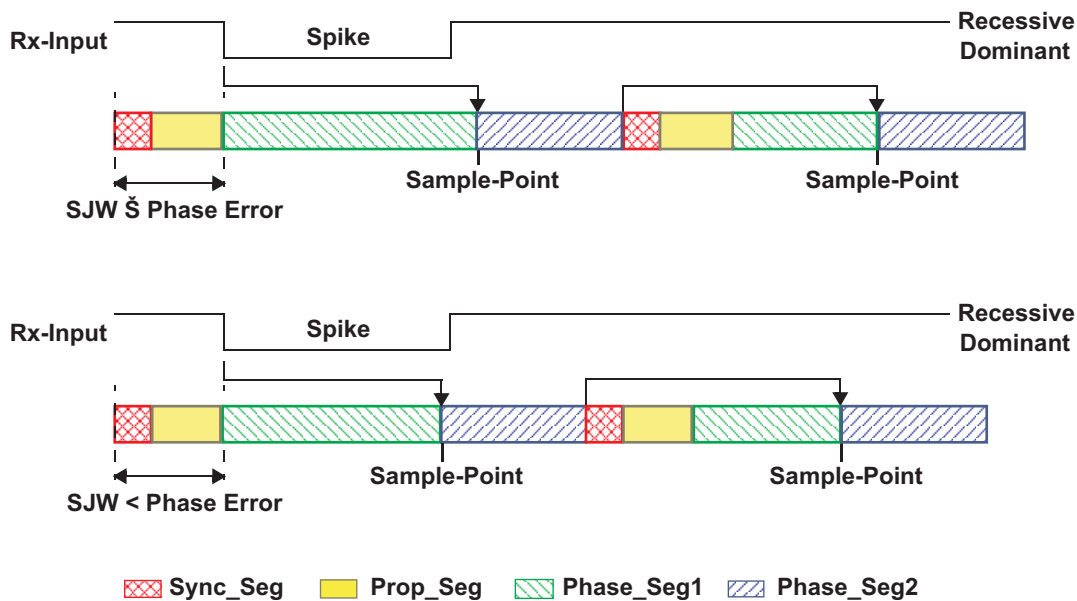 Rx-Input
Spike
Recessive
Dominant
Sample-Point
Sample-Point
SJW Š Phase Error
Rx-Input
Spike
Recessive
Dominant
Sample-Point
Sample-Point
SJW < Phase Error
Sync_Seg Prop_Seg Phase_Seg1 Phase_Seg2